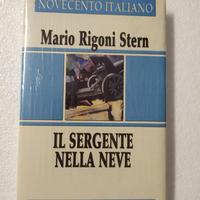 NOVECENTO ITALIANO
Mario Rigoni Stern
IL SERGENTE
NELLA NEVE